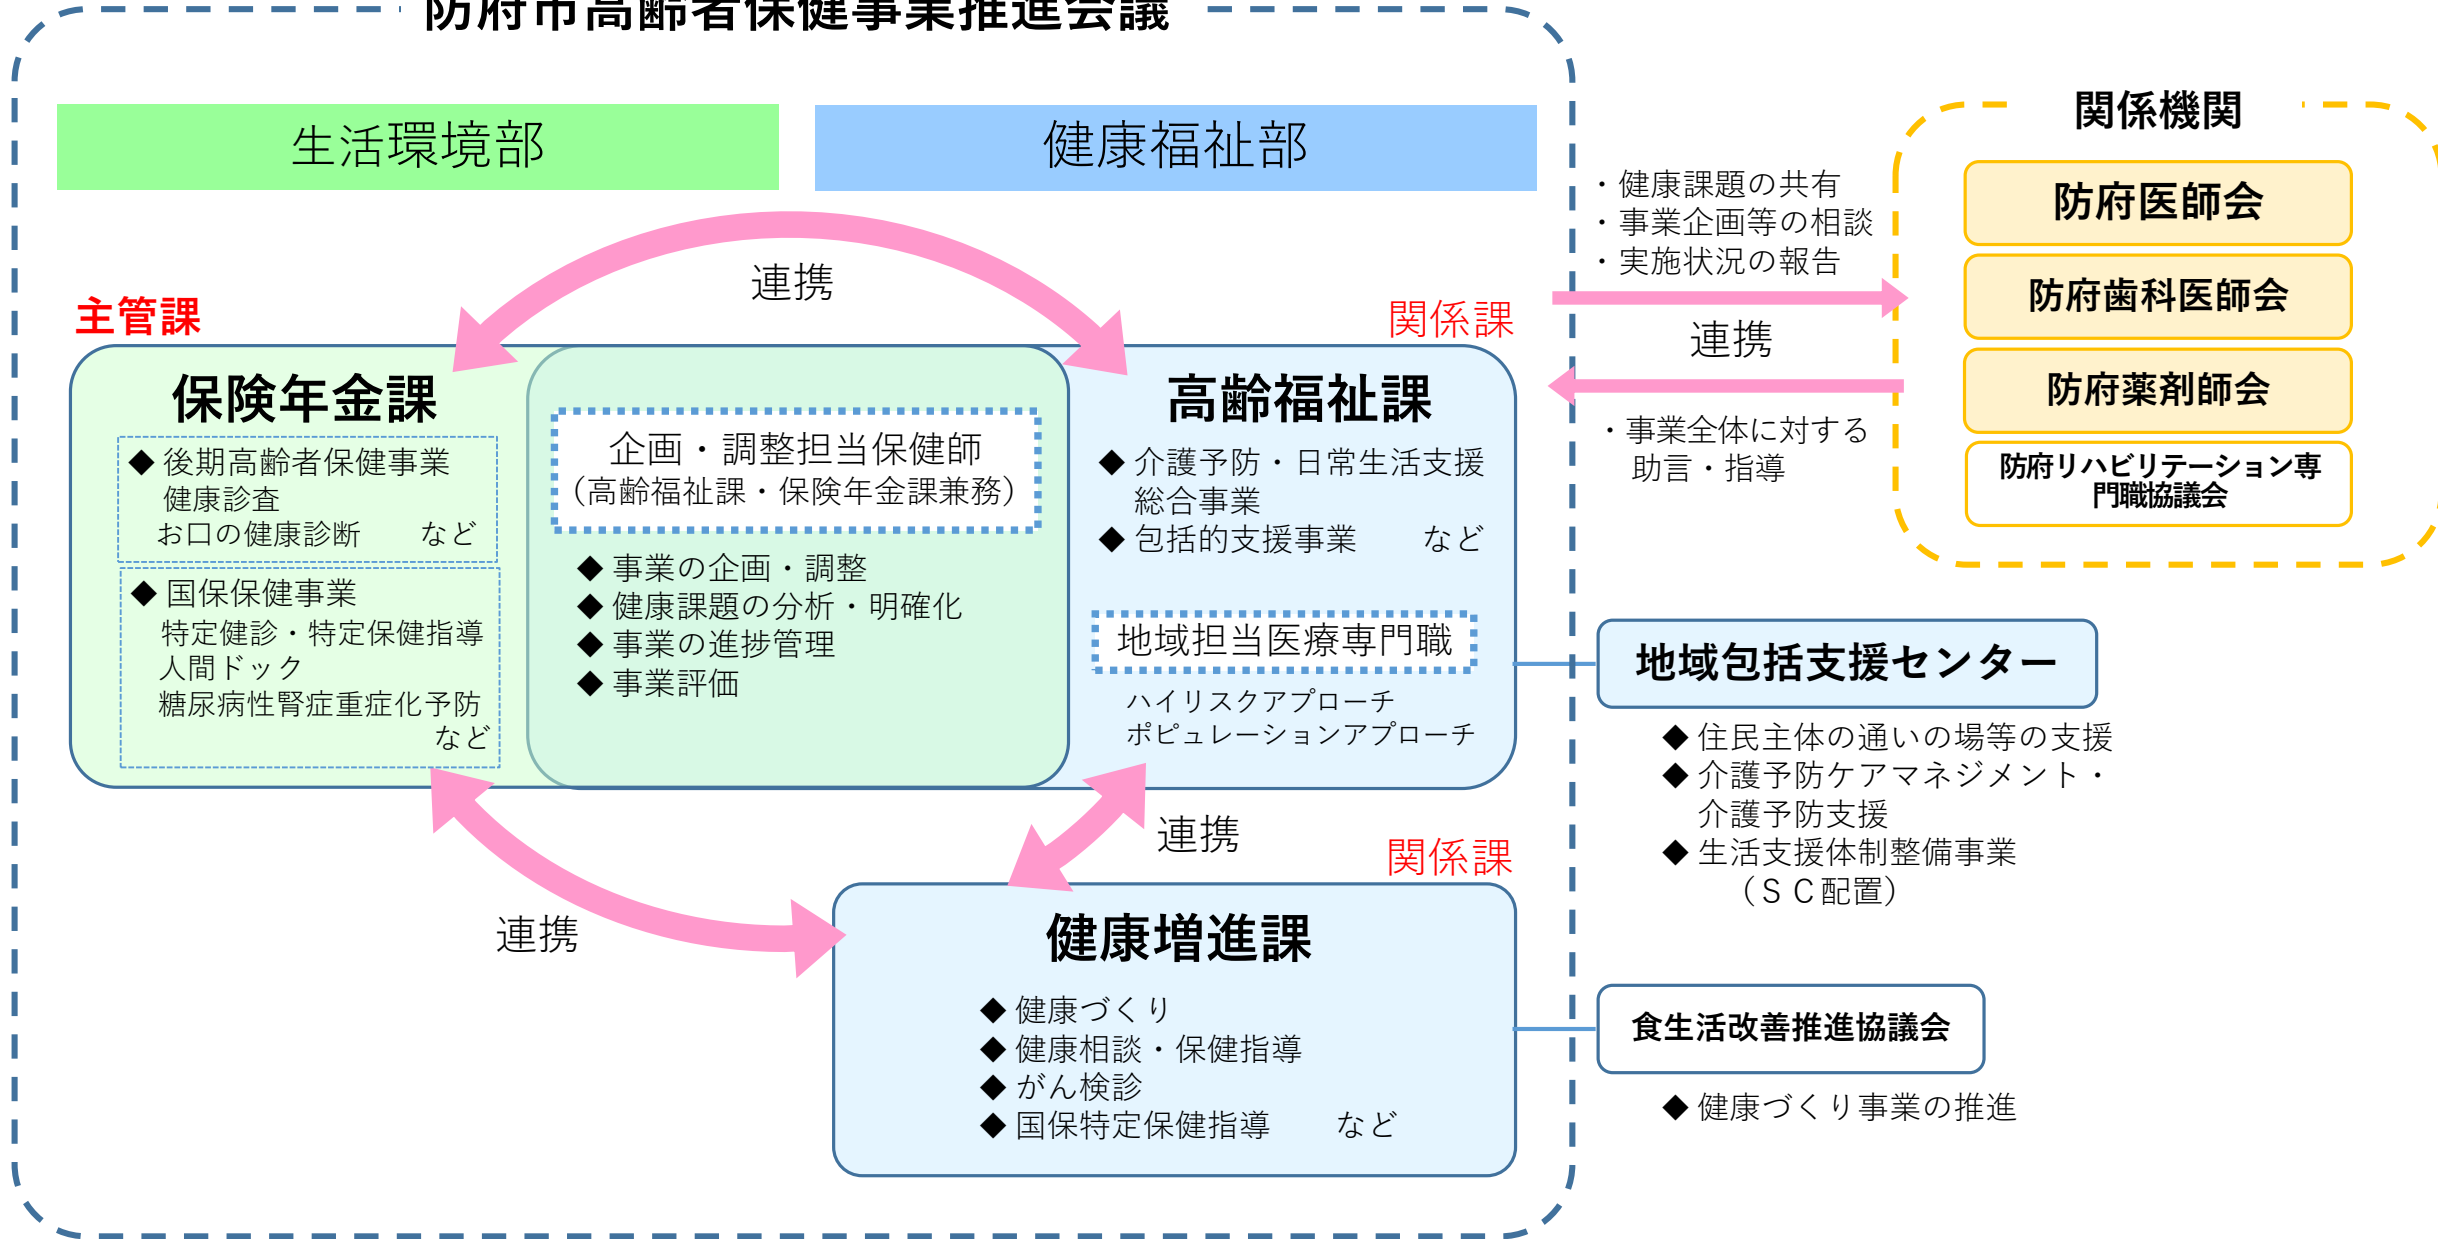 防府市高齢者保健事業推進会議
生活環境部
健康福祉部
連携
主管課
保険年金課
◆ 後期高齢者保健事業
健康診査
お口の健康診断　　など
◆ 国保保健事業
特定健診・特定保健指導
人間ドック
糖尿病性腎症重症化予防
など
企画・調整担当保健師
（高齢福祉課・保険年金課兼務）
◆ 事業の企画・調整
◆ 健康課題の分析・明確化
◆ 事業の進捗管理
◆ 事業評価
関係課
高齢福祉課
◆ 介護予防・日常生活支援
総合事業
◆ 包括的支援事業　　など
地域担当医療専門職
ハイリスクアプローチ
ポピュレーションアプローチ
連携
連携
関係課
健康増進課
◆ 健康づくり
◆ 健康相談・保健指導
◆ がん検診
◆ 国保特定保健指導　　など
・健康課題の共有
・事業企画等の相談
・実施状況の報告
連携
・事業全体に対する
助言・指導
関係機関
防府医師会
防府歯科医師会
防府薬剤師会
防府リハビリテーション専
門職協議会
地域包括支援センター
◆ 住民主体の通いの場等の支援
◆ 介護予防ケアマネジメント・
介護予防支援
◆ 生活支援体制整備事業
（ＳＣ配置）
食生活改善推進協議会
◆ 健康づくり事業の推進